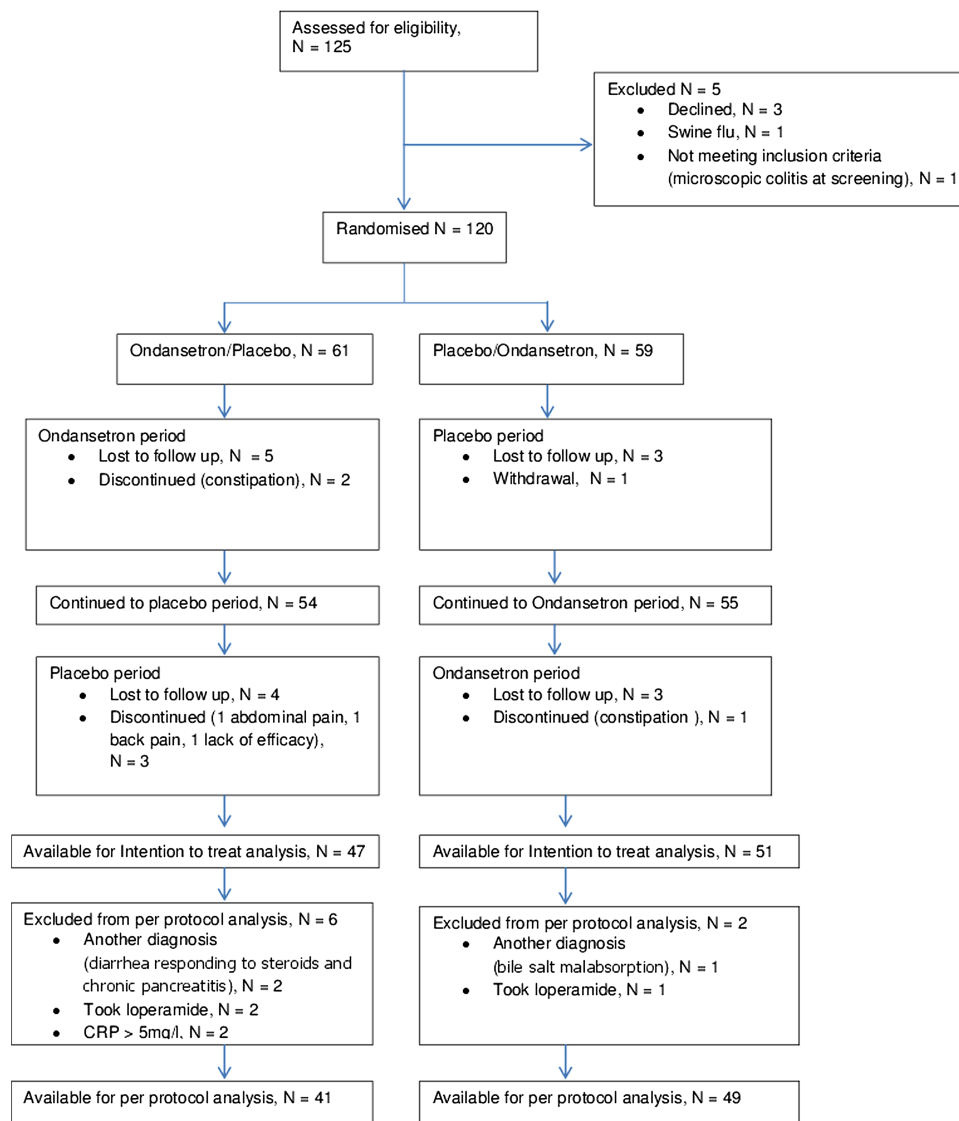 Assessed for eligibility,
N = 125
Excluded N = 5
• Declined, N = 3
• Swine flu, N = 1
• Not meeting inclusion criteria
(microscopic colitis at screening), N = 1
Randomised N = 120
Ondansetron/Placebo, N = 61
Placebo/Ondansetron, N = 59
Ondansetron period
• Lost to follow up, N = 5
• Discontinued (constipation), N = 2
Placebo period
• Lost to follow up, N = 3
• Withdrawal, N = 1
Continued to placebo period, N = 54
Continued to Ondansetron period, N = 55
Placebo period
• Lost to follow up, N = 4
• Discontinued (1 abdominal pain, 1
back pain, 1 lack of efficacy),
N = 3
Ondansetron period
• Lost to follow up, N = 3
• Discontinued (constipation ), N = 1
Available for Intention to treat analysis, N = 47
Available for Intention to treat analysis, N = 51
Excluded from per protocol analysis, N = 6
• Another diagnosis
(diarrhea responding to steroids and
chronic pancreatitis), N = 2
• Took loperamide, N = 2
• CRP > 5mg/l, N = 2
Excluded from per protocol analysis, N = 2
• Another diagnosis
(bile salt malabsorption), N = 1
• Took loperamide, N = 1
Available for per protocol analysis, N = 41
Available for per protocol analysis, N = 49